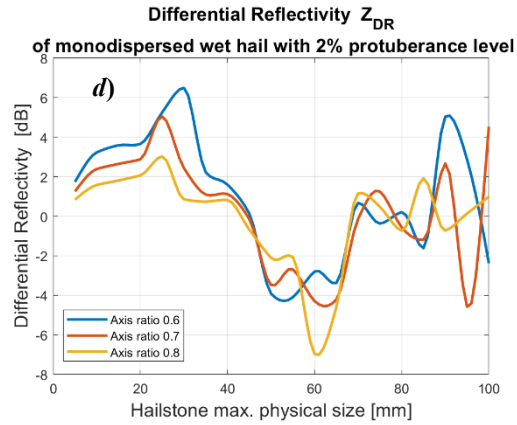 Differential Reflectivity Z_DR
of monodispersed wet hail with 2% protuberance level
8
6
4
2
0
-2
-4
-6
-8
d)
Differential Reflectivty [dB]
Axis ratio 0.6
Axis ratio 0.7
Axis ratio 0.8
0
20
40
60
80
100
Hailstone max. physical size [mm]